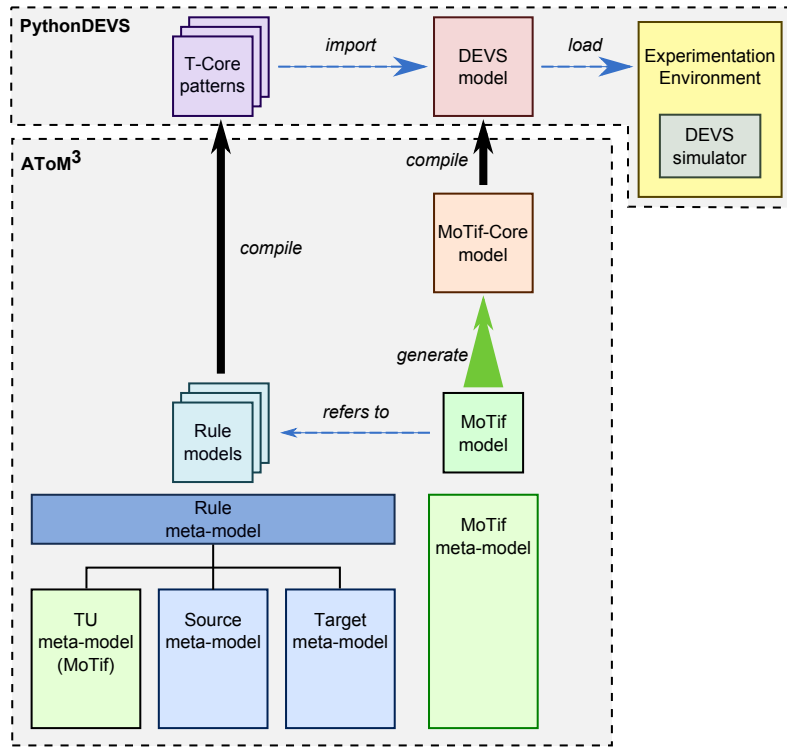 PythonDEVS
T-Core
patterns
import
DEVS
model
load
Experimentation
Environment
DEVS
simulator
AToM3
compile
MoTif-Core
model
compile
generate
Rule
models
refers to
MoTif
model
Rule
meta-model
MoTif
meta-model
TU
meta-model
(MoTif)
Source
meta-model
Target
meta-model